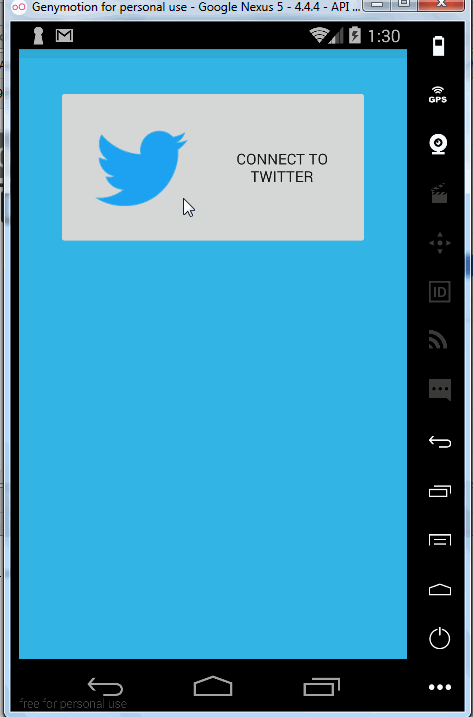 Genymotion for personal use - Google Nexus 5 - 4.4.4 - API ...
1:30
GPS
CONNECT TO
TWITTER
ID
free for personal use